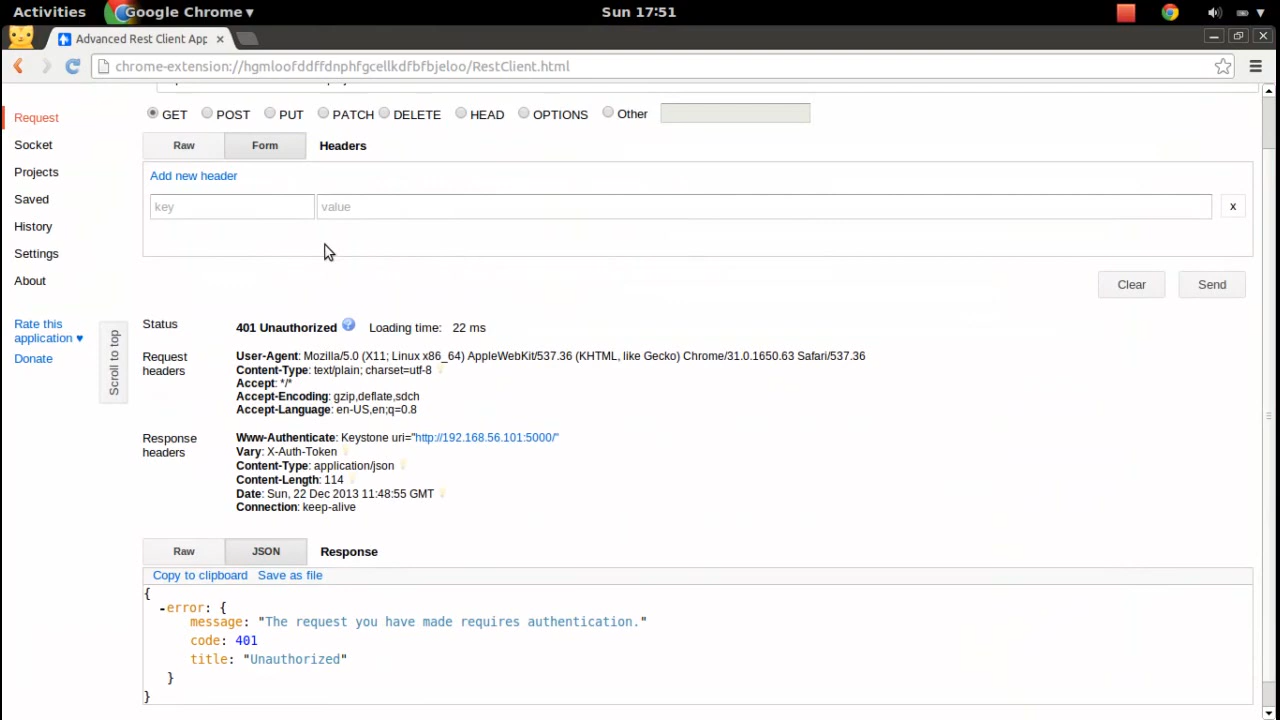 Activities Google Chrome ▾ Sun 17:51
Advanced Rest Client App ×
chrome-extension://hgmloofddffdnphfgcellkdfbfbjeloo/RestClient.html
Request
GET POST PUT PATCH DELETE HEAD OPTIONS Other
Socket
Raw Form Headers
Projects
Add new header
Saved
key value x
History
Settings
About
Clear Send
Rate this
application ♥
Donate
Scroll to top
Status 401 Unauthorized ? Loading time: 22 ms
Request
headers
User-Agent: Mozilla/5.0 (X11; Linux x86_64) AppleWebKit/537.36 (KHTML, like Gecko) Chrome/31.0.1650.63 Safari/537.36
Content-Type: text/plain; charset=utf-8
Accept: */*
Accept-Encoding: gzip,deflate,sdch
Accept-Language: en-US,en;q=0.8
Response
headers
Www-Authenticate: Keystone uri="http://192.168.56.101:5000/"
Vary: X-Auth-Token
Content-Type: application/json
Content-Length: 114
Date: Sun, 22 Dec 2013 11:48:55 GMT
Connection: keep-alive
Raw JSON Response
Copy to clipboard Save as file
{
-error: {
message: "The request you have made requires authentication."
code: 401
title: "Unauthorized"
}
}